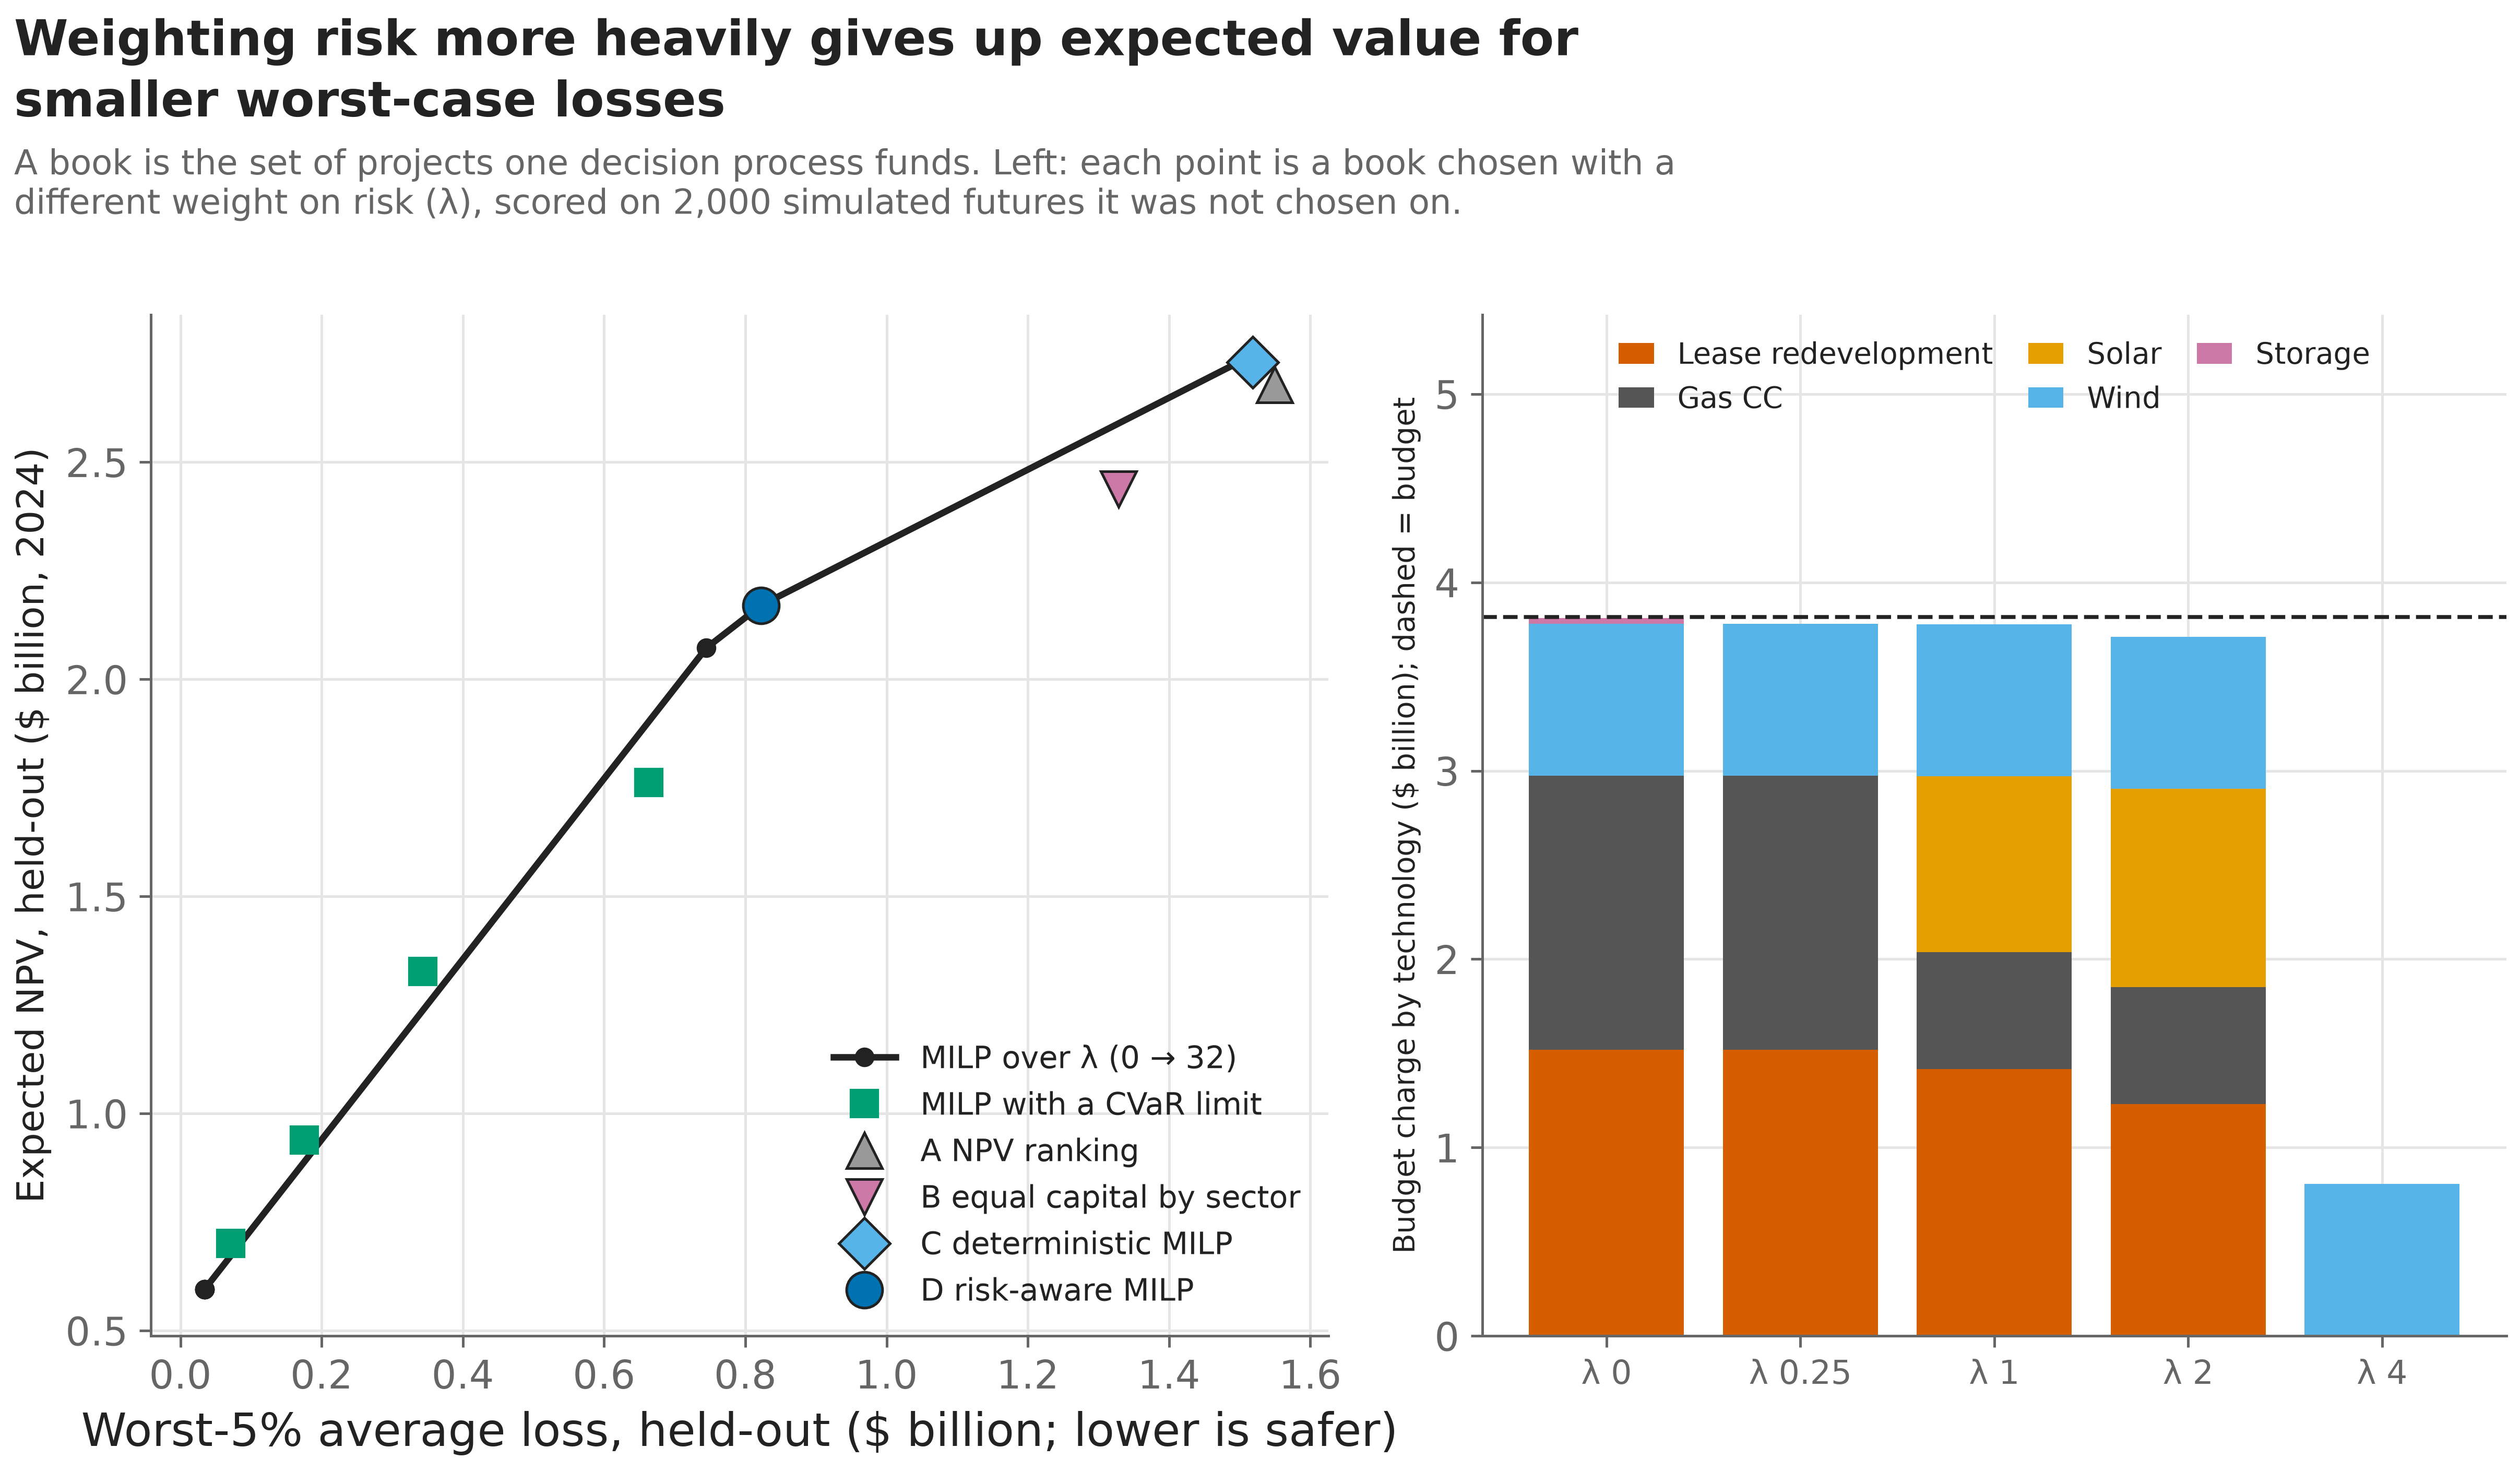 Weighting risk more heavily gives up expected value for
smaller worst-case losses
A book is the set of projects one decision process funds. Left: each point is a book chosen with a
different weight on risk (λ), scored on 2,000 simulated futures it was not chosen on.
Expected NPV, held-out ($ billion, 2024)
2.5
2.0
1.5
1.0
0.5
0.0 0.2 0.4 0.6 0.8 1.0 1.2 1.4 1.6
Worst-5% average loss, held-out ($ billion; lower is safer)
MILP over λ (0 → 32)
MILP with a CVaR limit
A NPV ranking
B equal capital by sector
C deterministic MILP
D risk-aware MILP
Budget charge by technology ($ billion); dashed = budget
5
4
3
2
1
0
Lease redevelopment Solar Storage
Gas CC Wind
λ 0 λ 0.25 λ 1 λ 2 λ 4